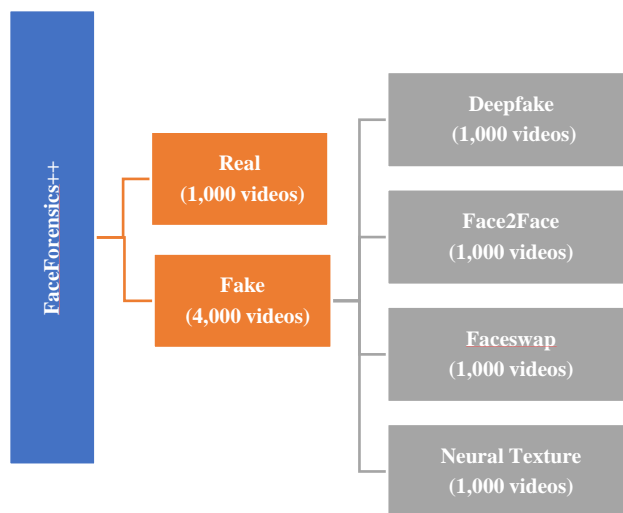 FaceForensics++
Real
(1,000 videos)
Fake
(4,000 videos)
Deepfake
(1,000 videos)
Face2Face
(1,000 videos)
Faceswap
(1,000 videos)
Neural Texture
(1,000 videos)